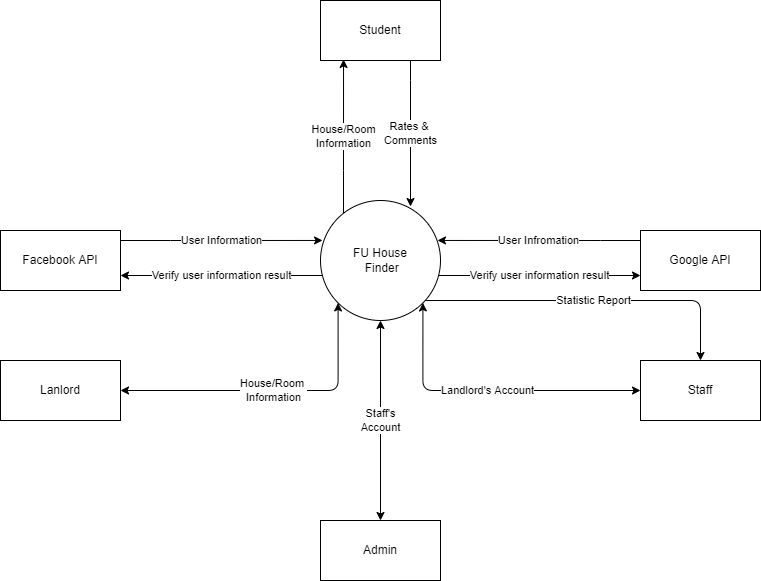 Student
House/Room
Information
Rates &
Comments
Facebook API
User Information
FU House
Finder
User Infromation
Google API
Verify user information result
Verify user information result
Statistic Report
Lanlord
House/Room
Information
Landlord's Account
Staff
Staff's
Account
Admin